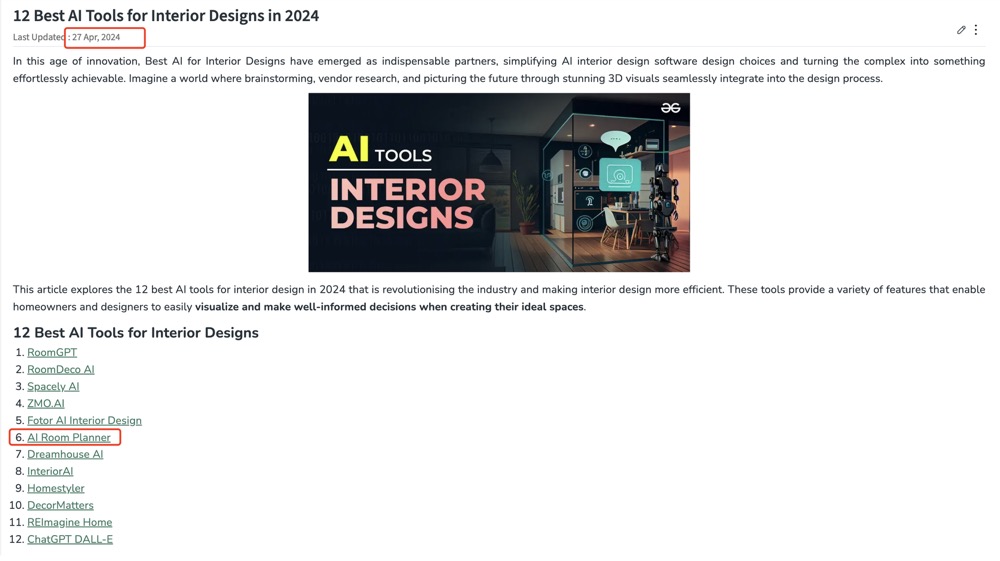 12 Best AI Tools for Interior Designs in 2024
Last Updated : 27 Apr, 2024
In this age of innovation, Best AI for Interior Designs have emerged as indispensable partners, simplifying AI interior design software design choices and turning the complex into something
effortlessly achievable. Imagine a world where brainstorming, vendor research, and picturing the future through stunning 3D visuals seamlessly integrate into the design process.
AI TOOLS
INTERIOR
DESIGNS
This article explores the 12 best AI tools for interior design in 2024 that is revolutionising the industry and making interior design more efficient. These tools provide a variety of features that enable
homeowners and designers to easily visualize and make well-informed decisions when creating their ideal spaces.
12 Best AI Tools for Interior Designs
1. RoomGPT
2. RoomDeco AI
3. Spacely AI
4. ZMO.AI
5. Fotor AI Interior Design
6. AI Room Planner
7. Dreamhouse AI
8. InteriorAI
9. Homestyler
10. DecorMatters
11. REImagine Home
12. ChatGPT DALL-E